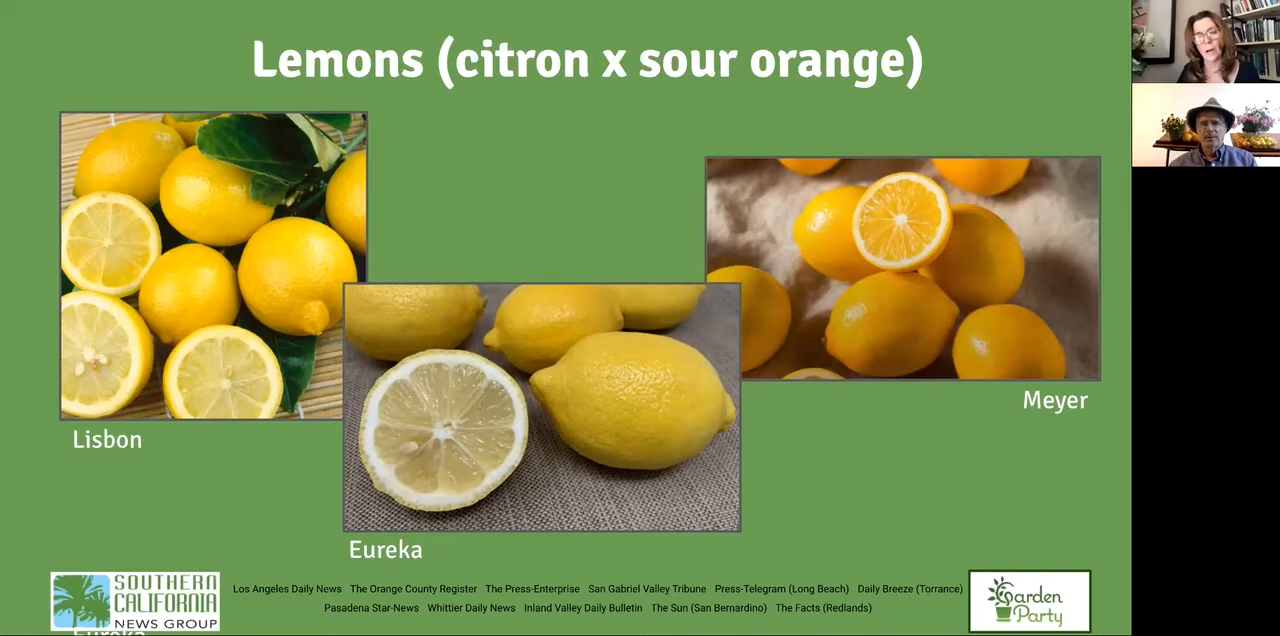 Lemons (citron x sour orange)
Lisbon
Meyer
Eureka
SOUTHERN
CALIFORNIA
NEWS GROUP
Los Angeles Daily News The Orange County Register The Press-Enterprise San Gabriel Valley Tribune Press-Telegram (Long Beach) Daily Breeze (Torrance)
Pasadena Star-News Whittier Daily News Inland Valley Daily Bulletin The Sun (San Bernardino) The Facts (Redlands)
Garden
Party
Eureka